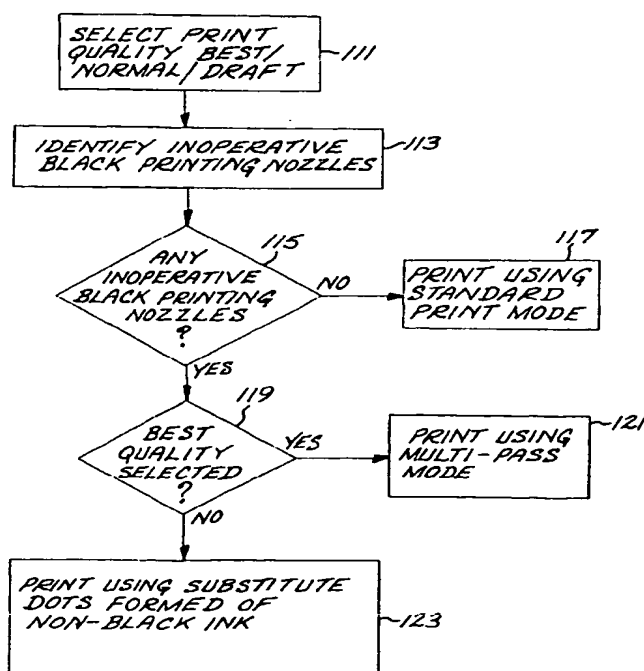 SELECT PRINT
QUALITY BEST/
NORMAL/DRAFT
111
IDENTIFY INOPERATIVE
BLACK PRINTING NOZZLES
113
115
ANY
INOPERATIVE
BLACK PRINTING
NOZZLES
?
NO
117
PRINT USING
STANDARD
PRINT MODE
YES
119
BEST
QUALITY
SELECTED
?
YES
121
PRINT USING
MULTI-PASS
MODE
NO
PRINT USING SUBSTITUTE
DOTS FORMED OF
NON-BLACK INK
123